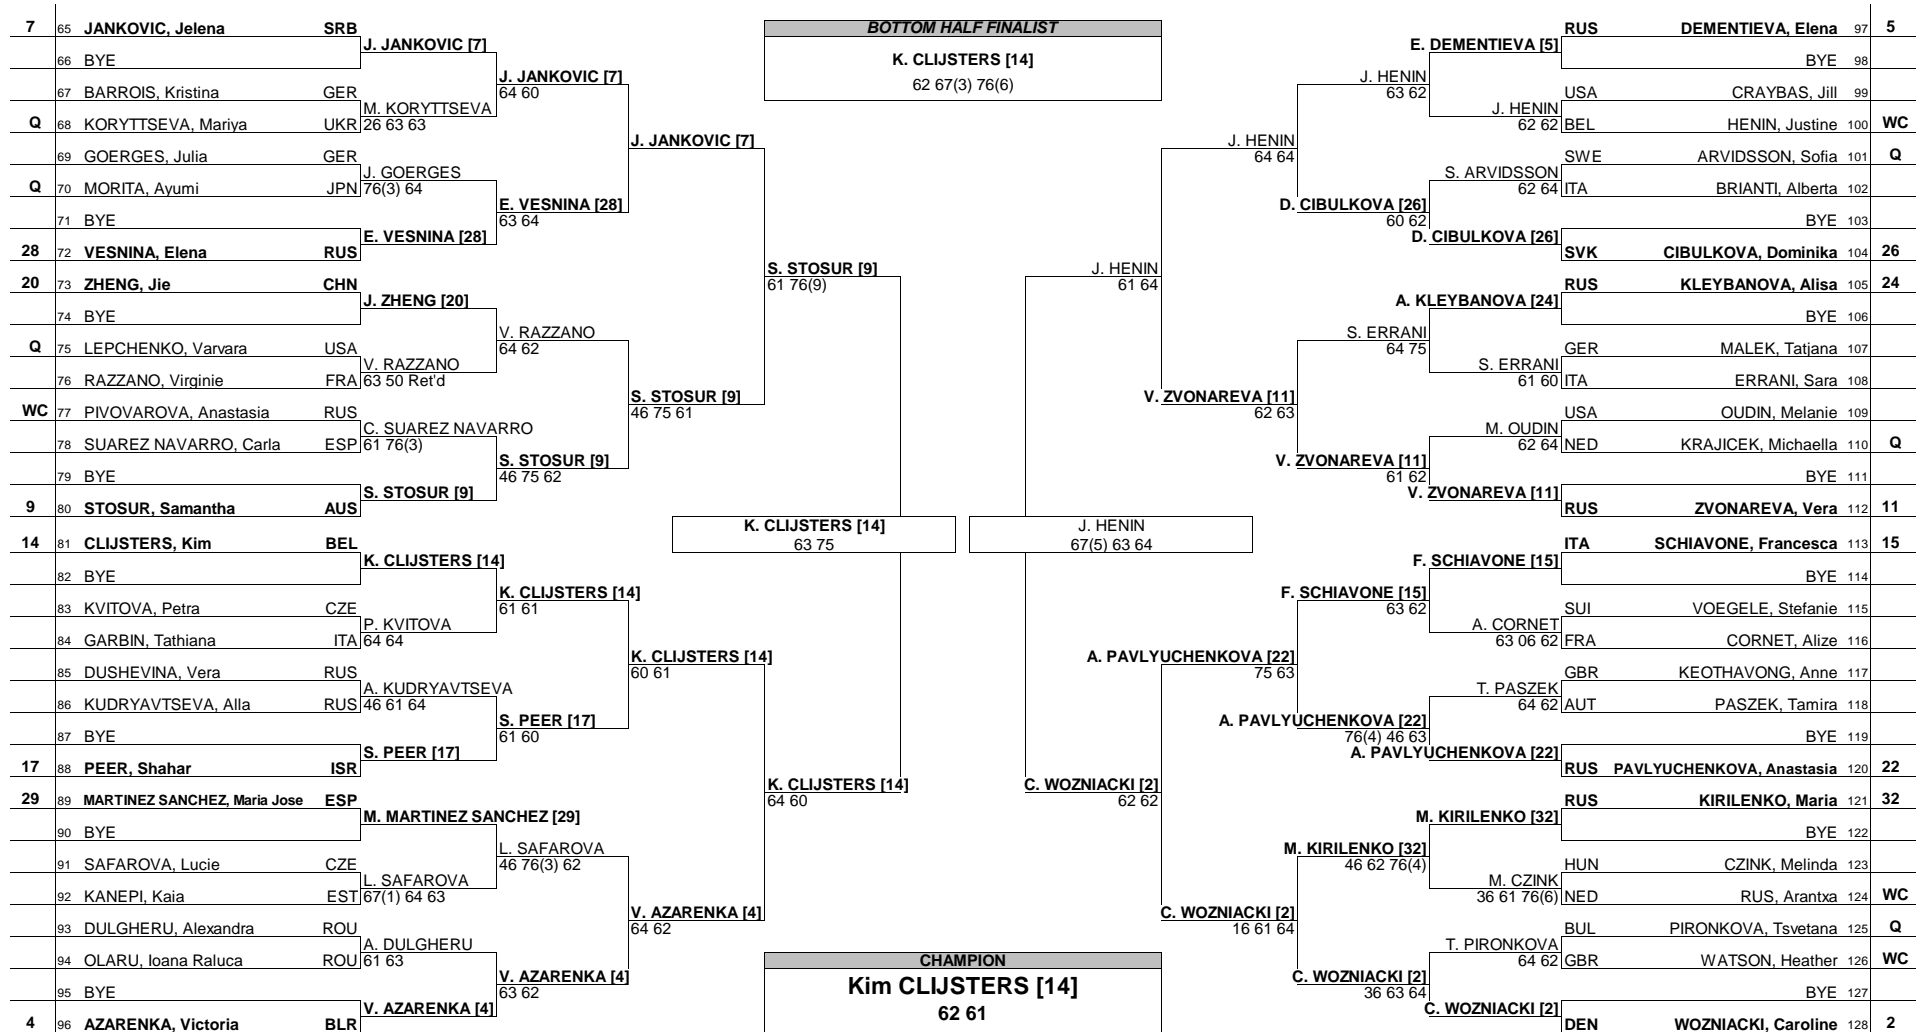 7 65 JANKOVIC, Jelena SRB
J. JANKOVIC [7]
66 BYE
J. JANKOVIC [7]
64 60
67 BARROIS, Kristina GER
M. KORYTTSEVA
Q 68 KORYTTSEVA, Mariya UKR 26 63 63
J. JANKOVIC [7]
69 GOERGES, Julia GER
J. GOERGES
Q 70 MORITA, Ayumi JPN 76(3) 64
E. VESNINA [28]
71 BYE 63 64
E. VESNINA [28]
28 72 VESNINA, Elena RUS
S. STOSUR [9]
20 73 ZHENG, Jie CHN 61 76(9)
J. ZHENG [20]
74 BYE
V. RAZZANO
Q 75 LEPCHENKO, Varvara USA 64 62
V. RAZZANO
76 RAZZANO, Virginie FRA 63 50 Ret'd
S. STOSUR [9]
WC 77 PIVOVAROVA, Anastasia RUS 46 75 61
C. SUAREZ NAVARRO
78 SUAREZ NAVARRO, Carla ESP 61 76(3)
S. STOSUR [9]
79 BYE 46 75 62
S. STOSUR [9]
9 80 STOSUR, Samantha AUS
K. CLIJSTERS [14]
63 75
14 81 CLIJSTERS, Kim BEL
K. CLIJSTERS [14]
82 BYE
K. CLIJSTERS [14]
83 KVITOVA, Petra CZE 61 61
P. KVITOVA
84 GARBIN, Tathiana ITA 64 64
K. CLIJSTERS [14]
85 DUSHEVINA, Vera RUS 60 61
A. KUDRYAVTSEVA
86 KUDRYAVTSEVA, Alla RUS 46 61 64
S. PEER [17]
87 BYE 61 60
S. PEER [17]
17 88 PEER, Shahar ISR
K. CLIJSTERS [14]
29 89 MARTINEZ SANCHEZ, Maria Jose ESP 64 60
M. MARTINEZ SANCHEZ [29]
90 BYE
L. SAFAROVA
91 SAFAROVA, Lucie CZE 46 76(3) 62
L. SAFAROVA
92 KANEPI, Kaia EST 67(1) 64 63
V. AZARENKA [4]
93 DULGHERU, Alexandra ROU 64 62
A. DULGHERU
94 OLARU, Ioana Raluca ROU 61 63
V. AZARENKA [4]
95 BYE 63 62
V. AZARENKA [4]
4 96 AZARENKA, Victoria BLR
BOTTOM HALF FINALIST
K. CLIJSTERS [14]
62 67(3) 76(6)
CHAMPION
Kim CLIJSTERS [14]
62 61
RUS DEMENTIEVA, Elena 97 5
E. DEMENTIEVA [5]
BYE 98
J. HENIN
63 62
USA CRAYBAS, Jill 99
J. HENIN
62 62 BEL HENIN, Justine 100 WC
J. HENIN
64 64
SWE ARVIDSSON, Sofia 101 Q
S. ARVIDSSON
62 64 ITA BRIANTI, Alberta 102
D. CIBULKOVA [26]
60 62
BYE 103
D. CIBULKOVA [26]
SVK CIBULKOVA, Dominika 104 26
J. HENIN
61 64
RUS KLEYBANOVA, Alisa 105 24
A. KLEYBANOVA [24]
BYE 106
S. ERRANI
64 75
GER MALEK, Tatjana 107
S. ERRANI
61 60 ITA ERRANI, Sara 108
V. ZVONAREVA [11]
62 63
USA OUDIN, Melanie 109
M. OUDIN
62 64 NED KRAJICEK, Michaella 110 Q
V. ZVONAREVA [11]
61 62
BYE 111
V. ZVONAREVA [11]
RUS ZVONAREVA, Vera 112 11
J. HENIN
67(5) 63 64
ITA SCHIAVONE, Francesca 113 15
F. SCHIAVONE [15]
BYE 114
F. SCHIAVONE [15]
63 62
SUI VOEGELE, Stefanie 115
A. CORNET
63 06 62 FRA CORNET, Alize 116
A. PAVLYUCHENKOVA [22]
75 63
GBR KEOTHAVONG, Anne 117
T. PASZEK
64 62 AUT PASZEK, Tamira 118
A. PAVLYUCHENKOVA [22]
76(4) 46 63
BYE 119
A. PAVLYUCHENKOVA [22]
RUS PAVLYUCHENKOVA, Anastasia 120 22
C. WOZNIACKI [2]
62 62
RUS KIRILENKO, Maria 121 32
M. KIRILENKO [32]
BYE 122
M. KIRILENKO [32]
46 62 76(4)
HUN CZINK, Melinda 123
M. CZINK
36 61 76(6) NED RUS, Arantxa 124 WC
C. WOZNIACKI [2]
16 61 64
BUL PIRONKOVA, Tsvetana 125 Q
T. PIRONKOVA
64 62 GBR WATSON, Heather 126 WC
C. WOZNIACKI [2]
36 63 64
BYE 127
C. WOZNIACKI [2]
DEN WOZNIACKI, Caroline 128 2